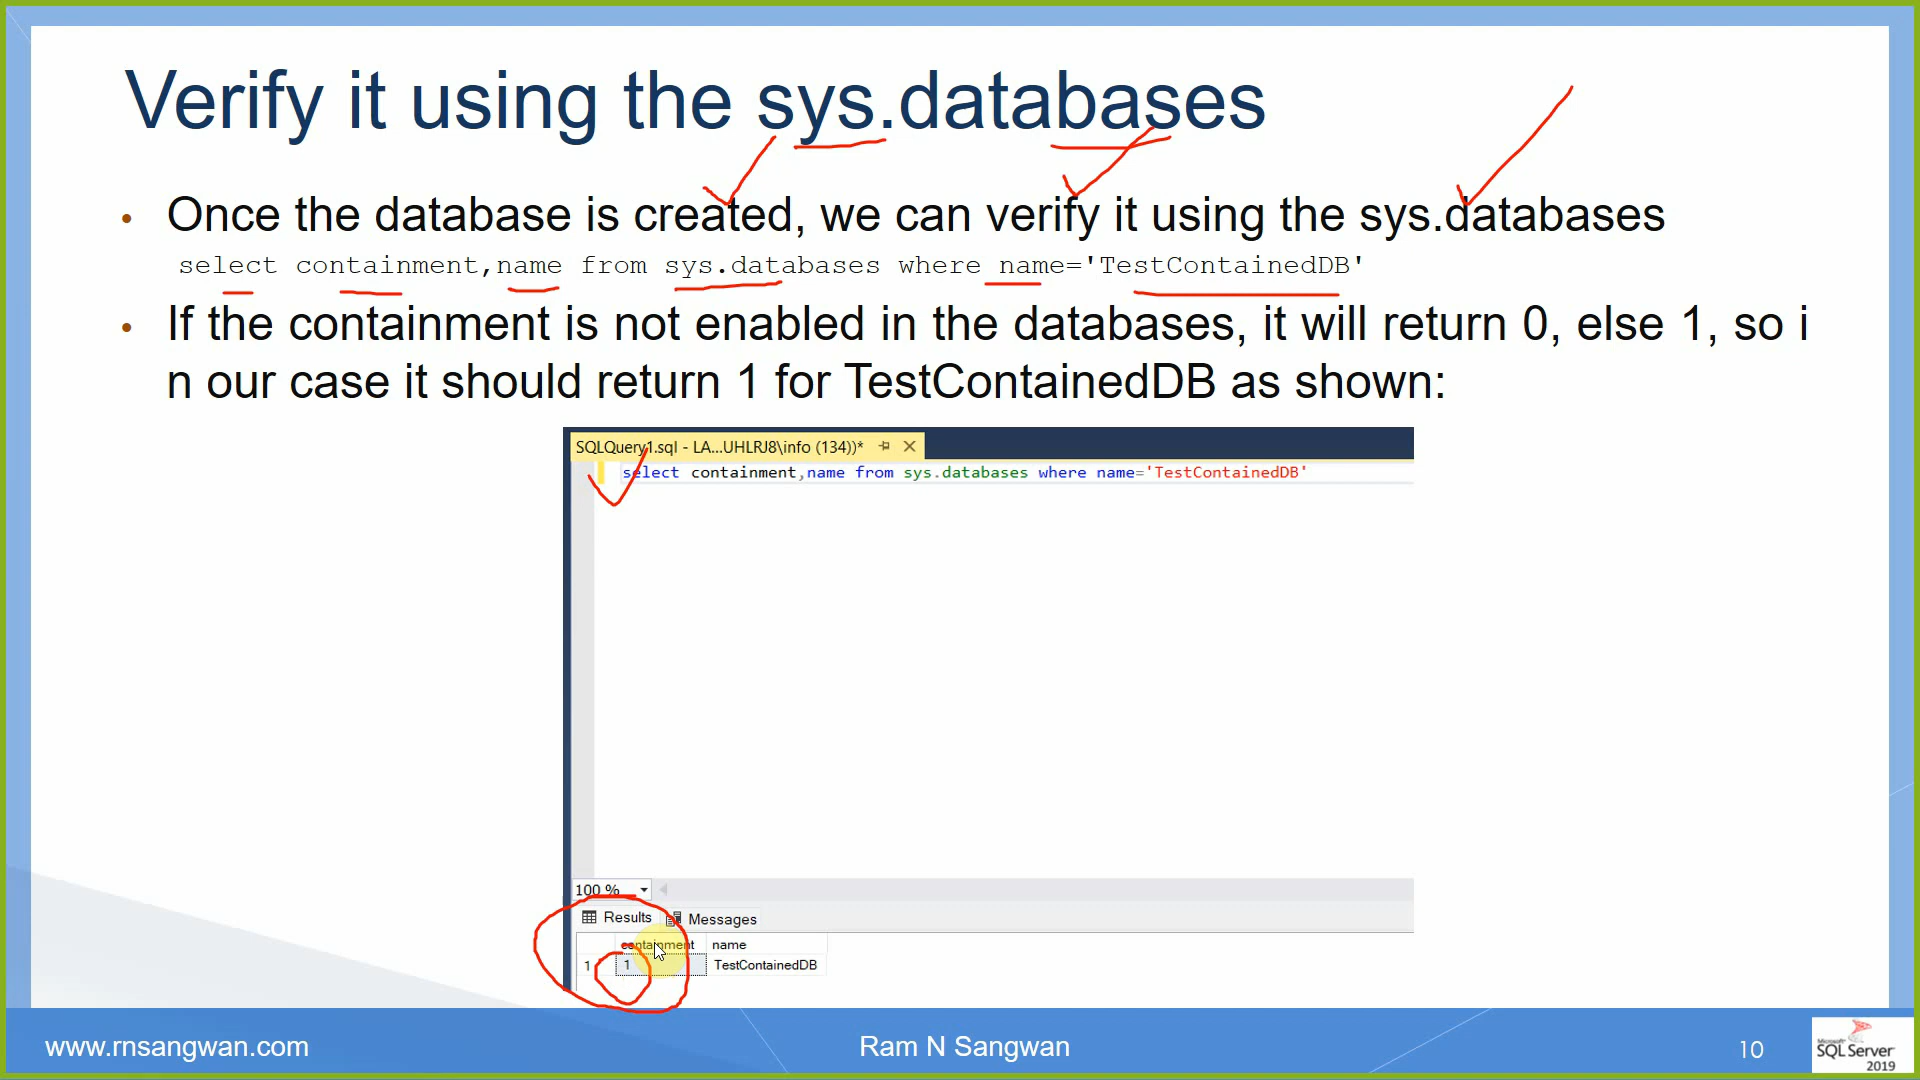 Verify it using the sys.databases
• Once the database is created, we can verify it using the sys.databases
select containment,name from sys.databases where name='TestContainedDB'
• If the containment is not enabled in the databases, it will return 0, else 1, so i
n our case it should return 1 for TestContainedDB as shown:
SQLQuery1.sql - LA...UHLRJ8\info (134))*
select containment,name from sys.databases where name='TestContainedDB'
100 %
Results Messages
containment name
1 1 TestContainedDB
www.rnsangwan.com Ram N Sangwan 10
Microsoft
SQL Server
2019